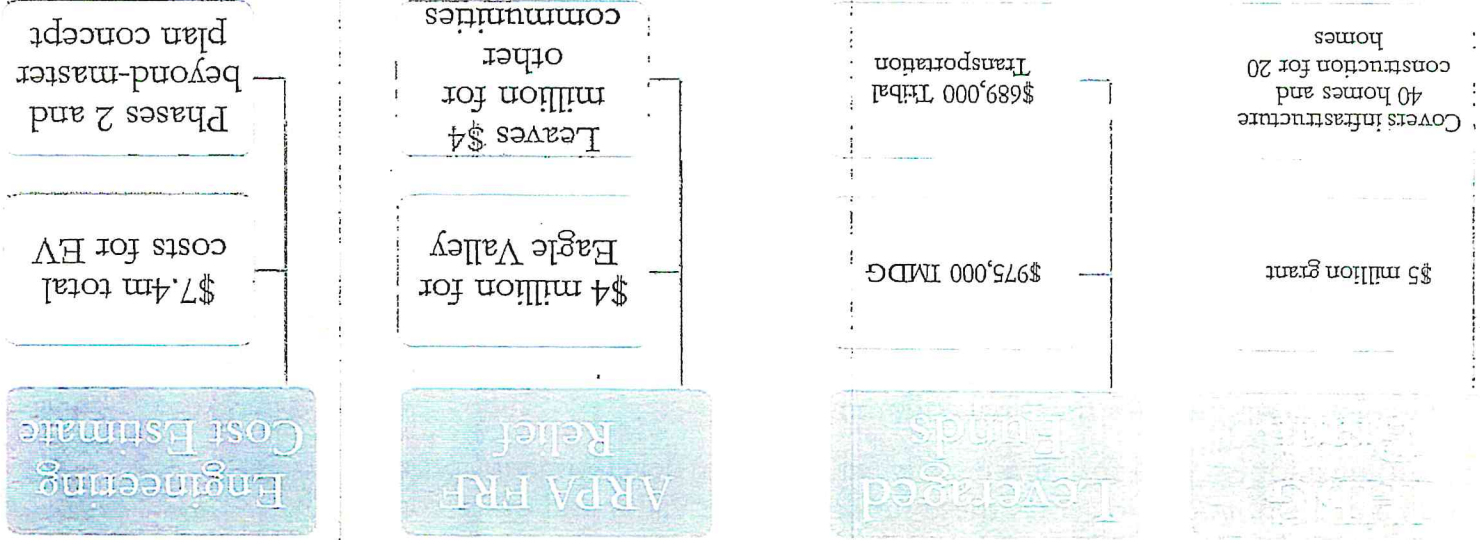 $5 million grant
Covers infrastructure
40 homes and
construction for 20
homes
Leveraged
Funds
$975,000 IMDG
$689,000 Tribal
Transportation
ARPA FRF
Relief
$4 million for
Eagle Valley
Leaves $4
million for
other
communities
Engineering
Cost Estimate
$7.4m total
costs for EV
Phases 2 and
beyond-master
plan concept